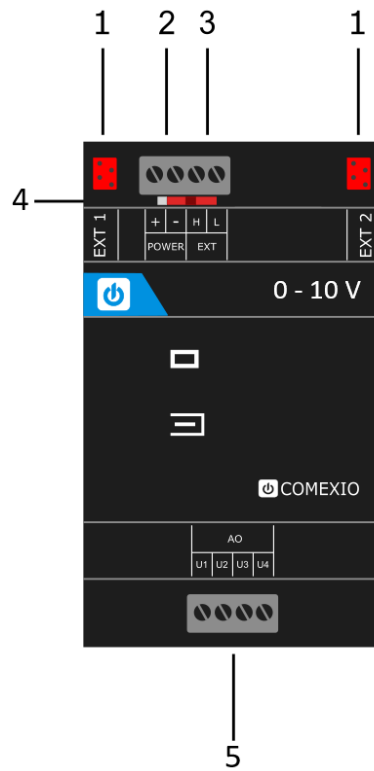 1 2 3 1
4
EXT 1
+ - H L
POWER EXT
EXT 2
0 - 10 V
COMEXIO
AO
U1 U2 U3 U4
5